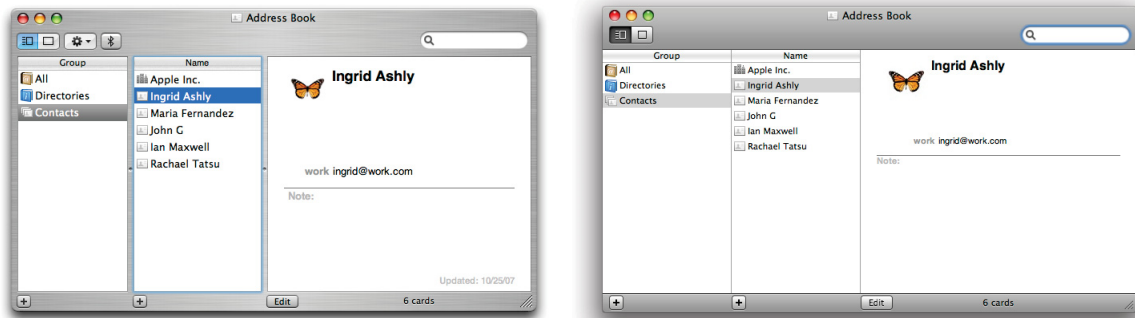 Address Book
Group
All
Directories
Contacts
Name
Apple Inc.
Ingrid Ashly
Maria Fernandez
John G
Ian Maxwell
Rachael Tatsu
Ingrid Ashly
work ingrid@work.com
Note:
Updated: 10/25/07
+
+
Edit
6 cards
Address Book
Group
All
Directories
Contacts
Name
Apple Inc.
Ingrid Ashly
Maria Fernandez
John G
Ian Maxwell
Rachael Tatsu
Ingrid Ashly
work ingrid@work.com
Note:
+
+
Edit
6 cards